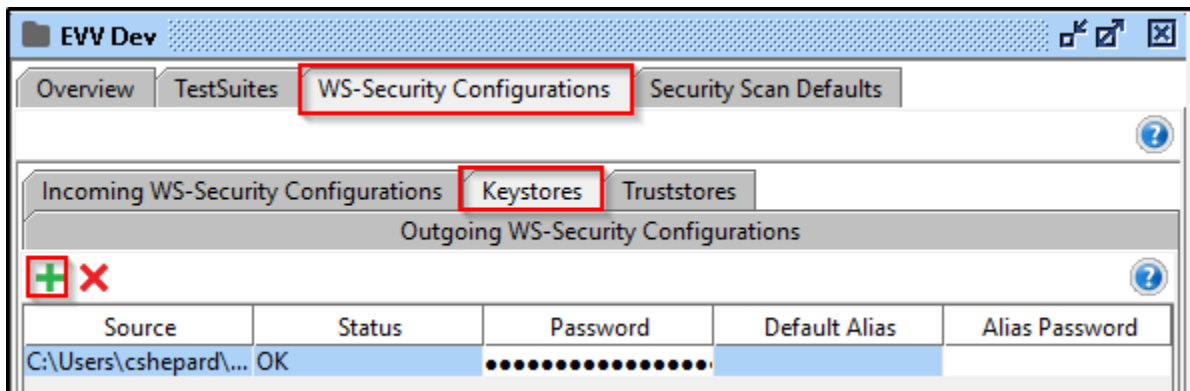 EVV Dev
Overview TestSuites WS-Security Configurations Security Scan Defaults
Incoming WS-Security Configurations Keystores Truststores
Outgoing WS-Security Configurations
Source Status Password Default Alias Alias Password
C:\Users\cshepard\... OK ●●●●●●●●●●●●●●●●